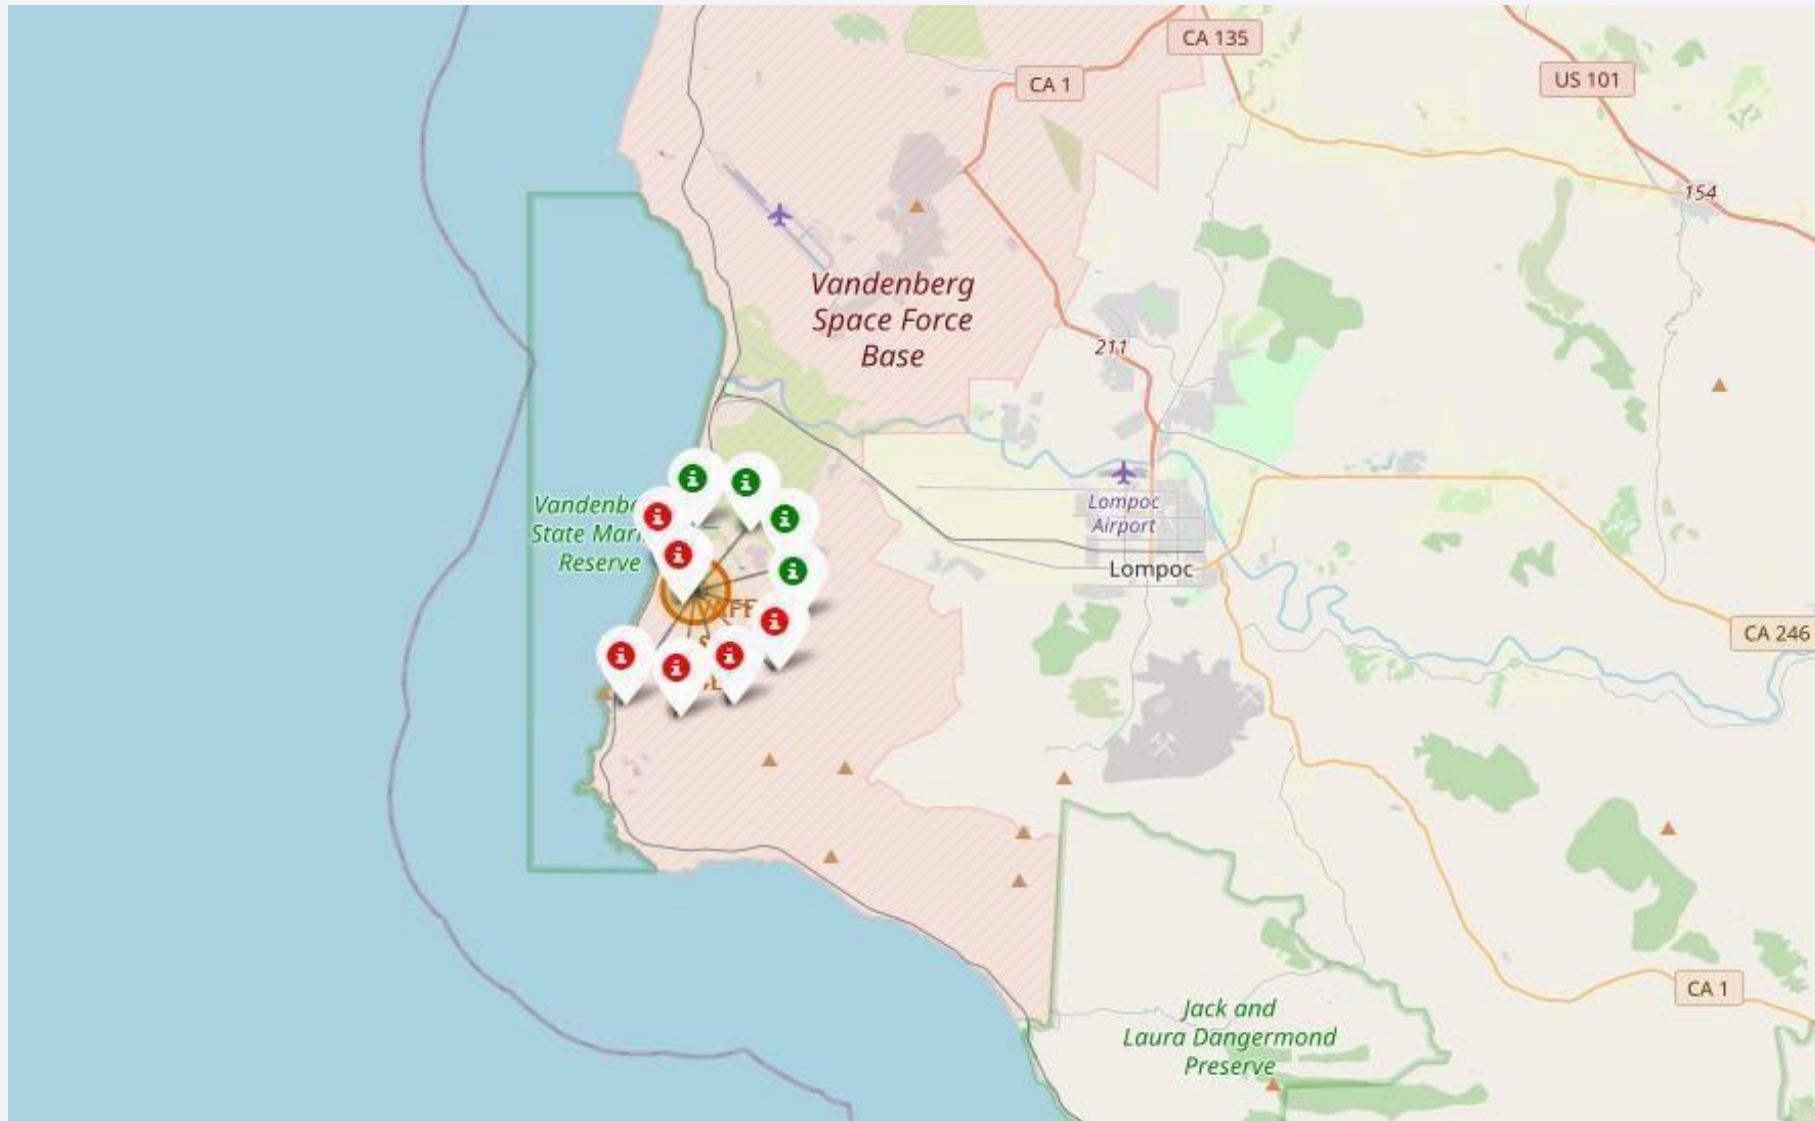 CA 135
CA 1
US 101
154
Vandenberg
Space Force
Base
211
Lompoc
Airport
Lompoc
State
Reserve
CA 246
CA 1
Jack and
Laura Dangermond
Preserve